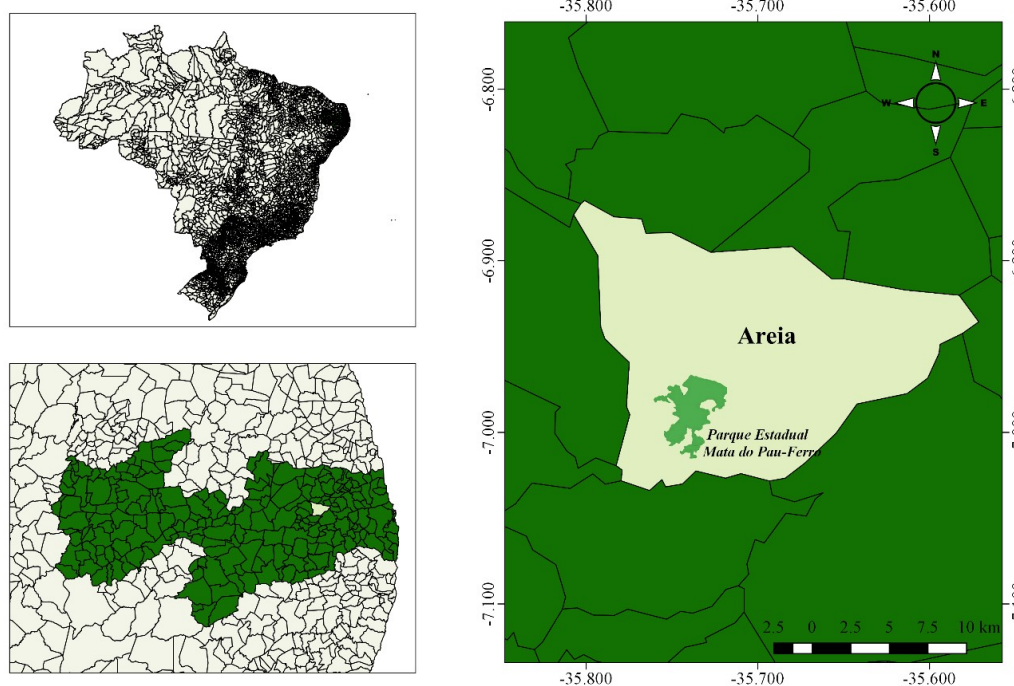 -35.800 -35.700 -35.600
N
W E
S
-6.800
-6.900
Areia
-7.000
Parque Estadual
Mata do Pau-Ferro
-7.100
2.5 0 2.5 5 7.5 10 km
-35.800 -35.700 -35.600